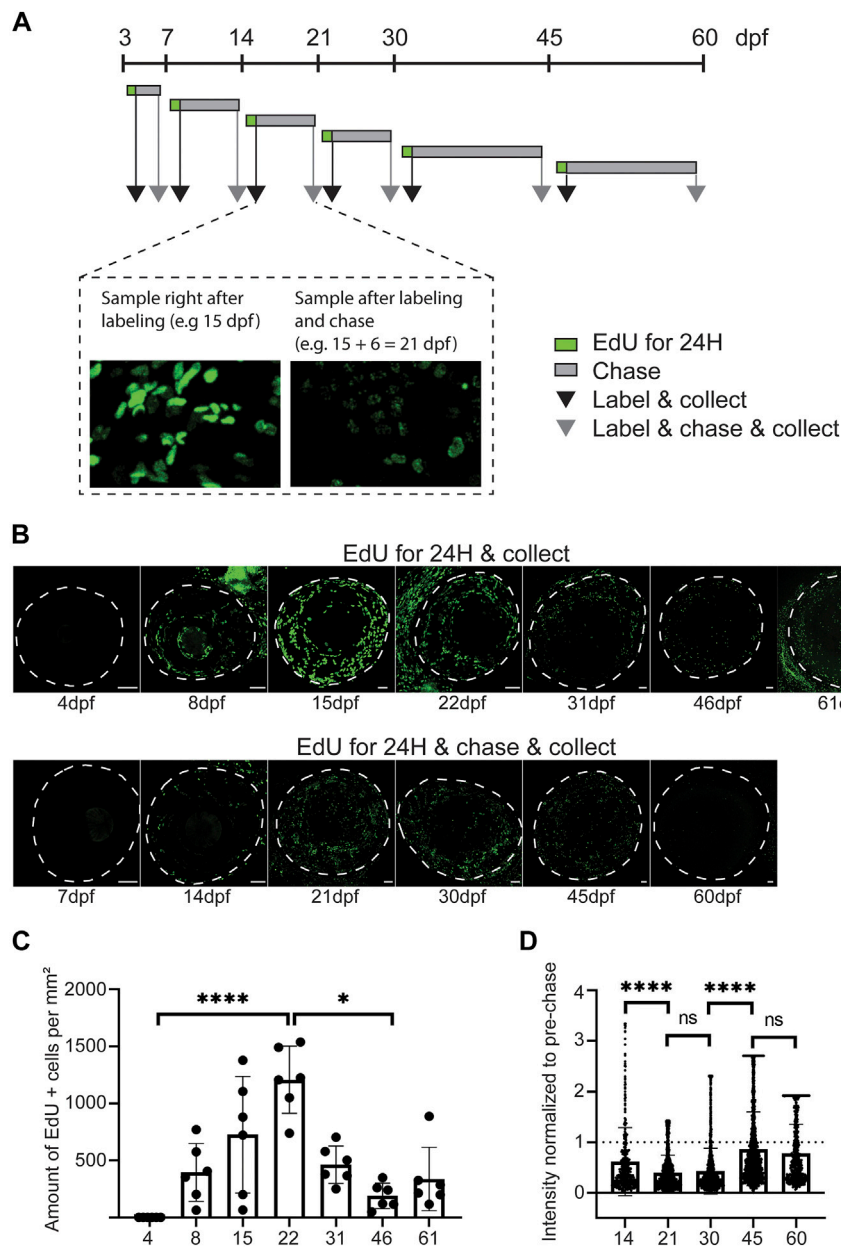 A
3 7 14 21 30 45 60 dpf
Sample right after
labeling (e.g 15 dpf)
Sample after labeling
and chase
(e.g. 15 + 6 = 21 dpf)
EdU for 24H
Chase
Label & collect
Label & chase & collect
B
EdU for 24H & collect
4dpf 8dpf 15dpf 22dpf 31dpf 46dpf 61d
EdU for 24H & chase & collect
7dpf 14dpf 21dpf 30dpf 45dpf 60dpf
C
Amount of EdU + cells per mm²
2000
1500
1000
500
**** *
4 8 15 22 31 46 61
D
Intensity normalized to pre-chase
4
3
2
1
0
**** ns **** ns
14 21 30 45 60